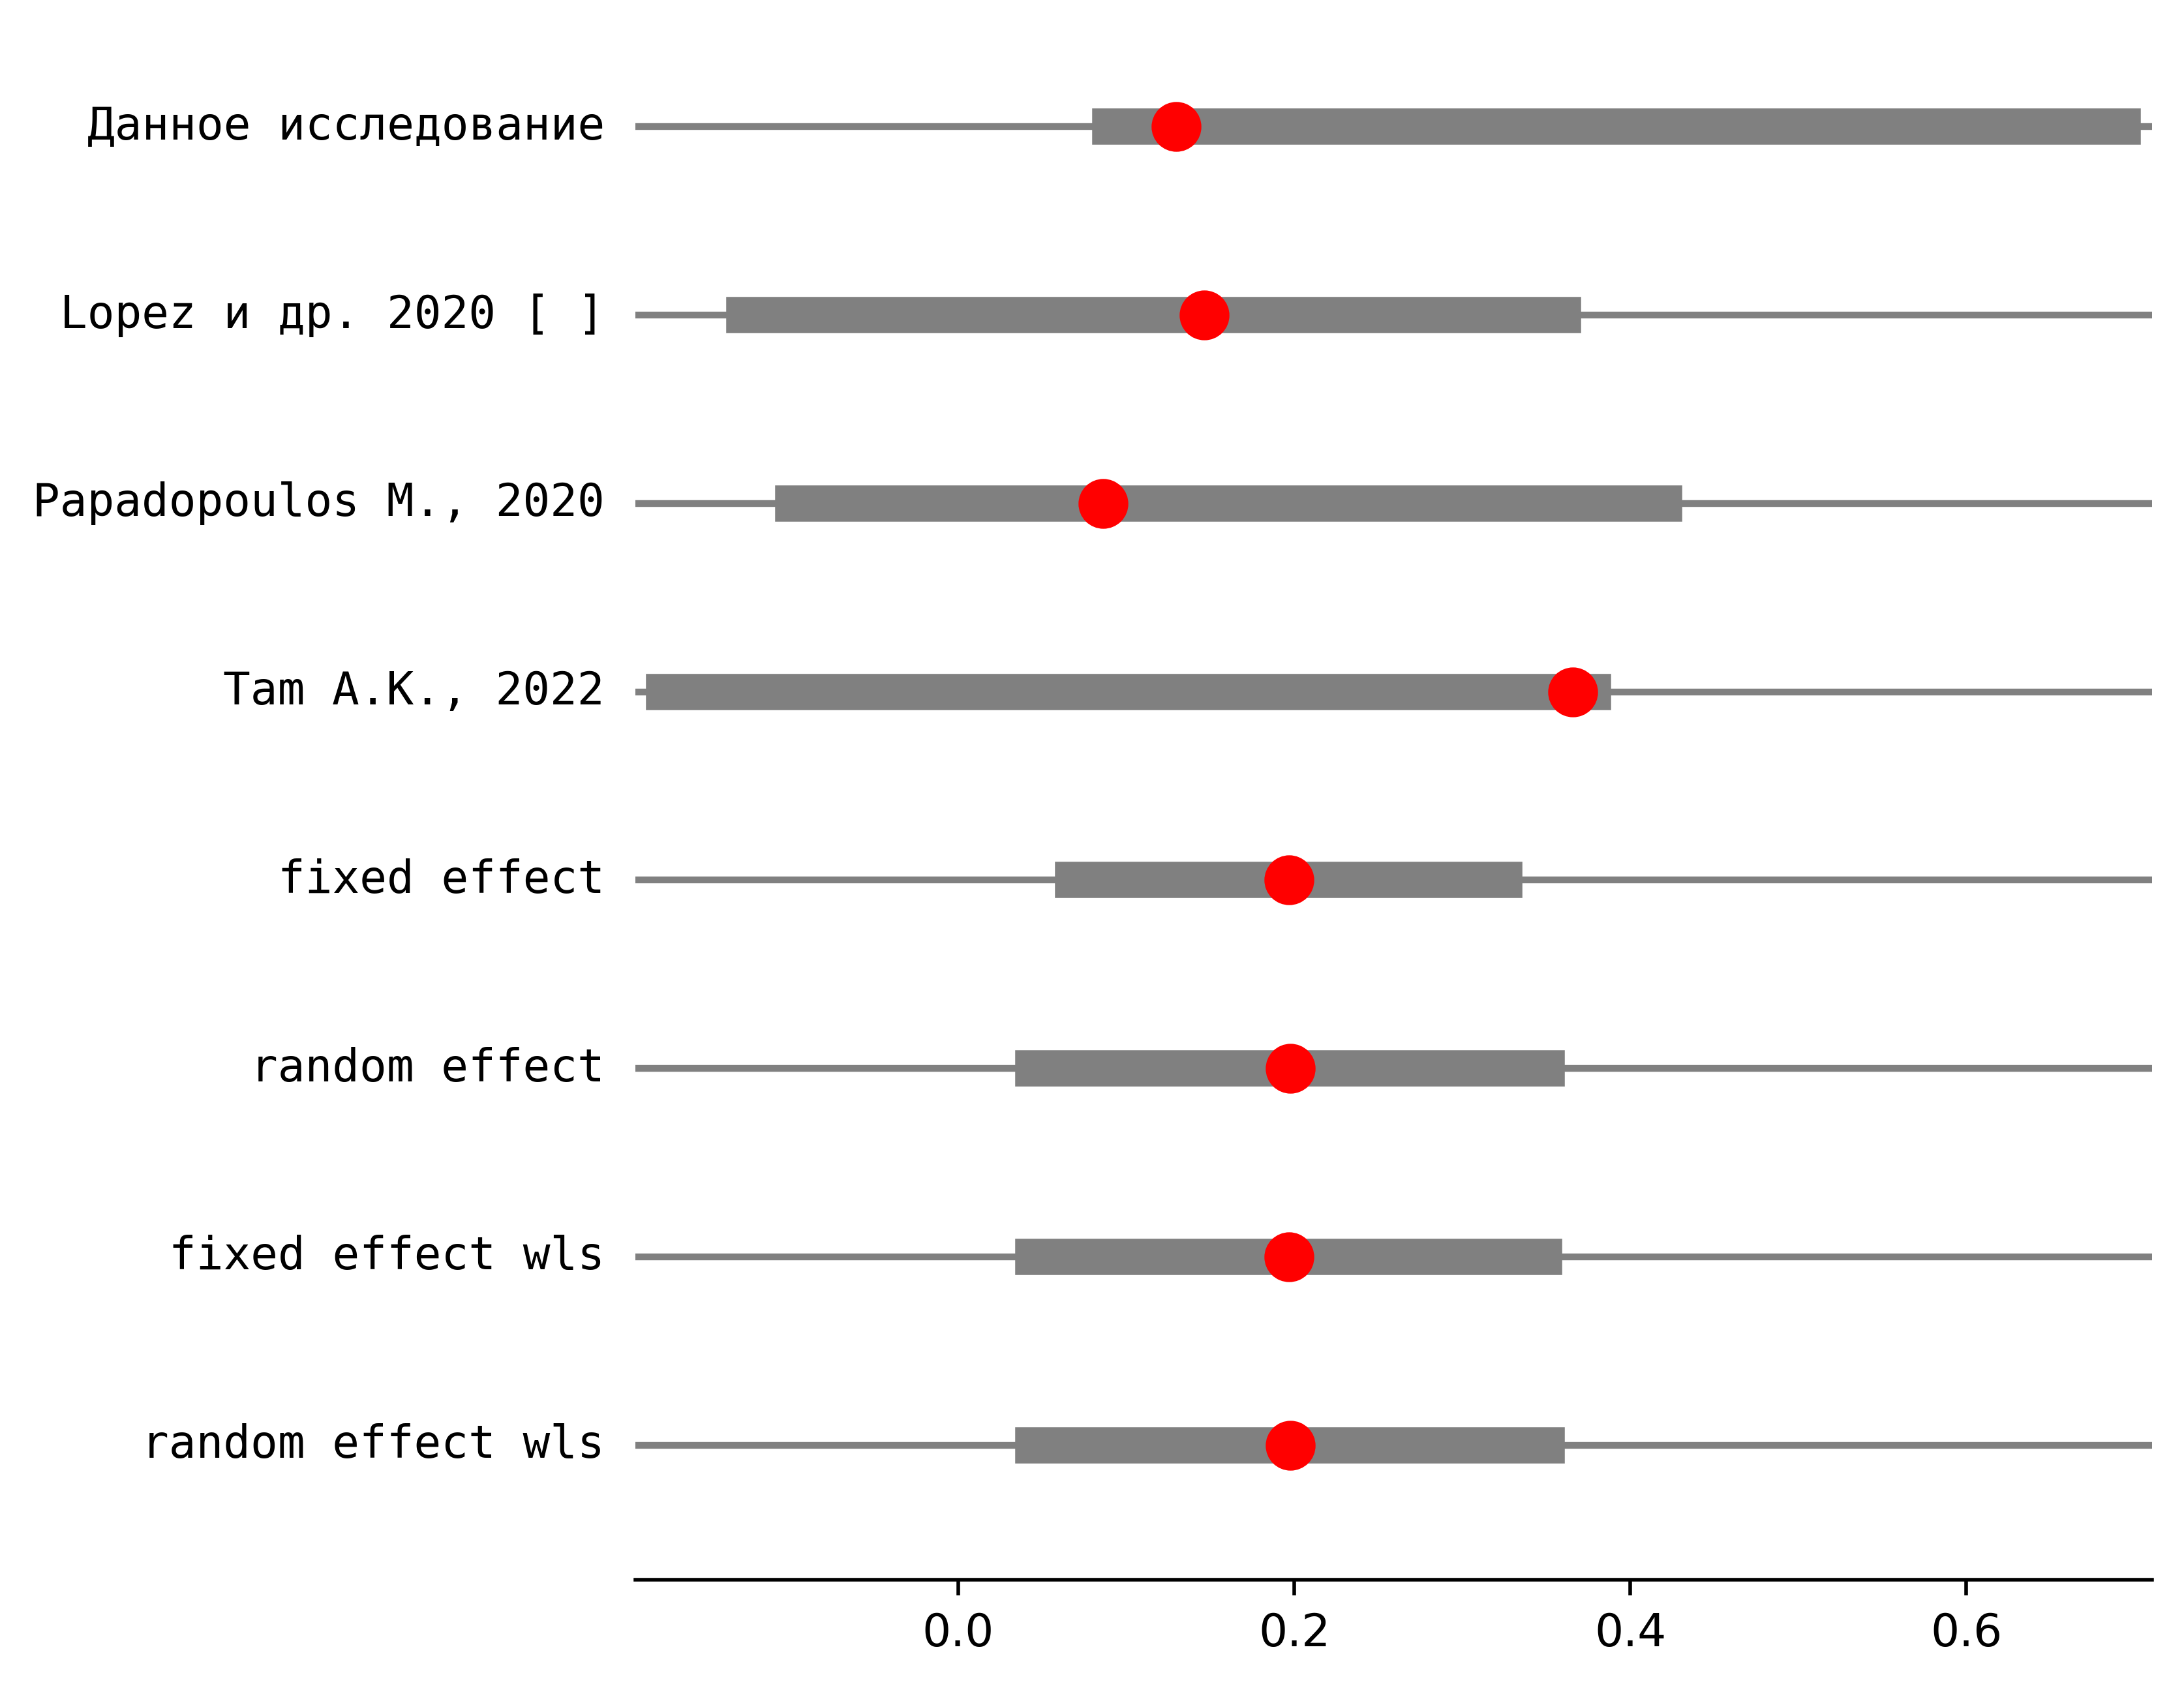 Данное исследование
Lopez и др. 2020 [ ]
Papadopoulos M., 2020
Tam A.K., 2022
fixed effect
random effect
fixed effect wls
random effect wls
0.0 0.2 0.4 0.6